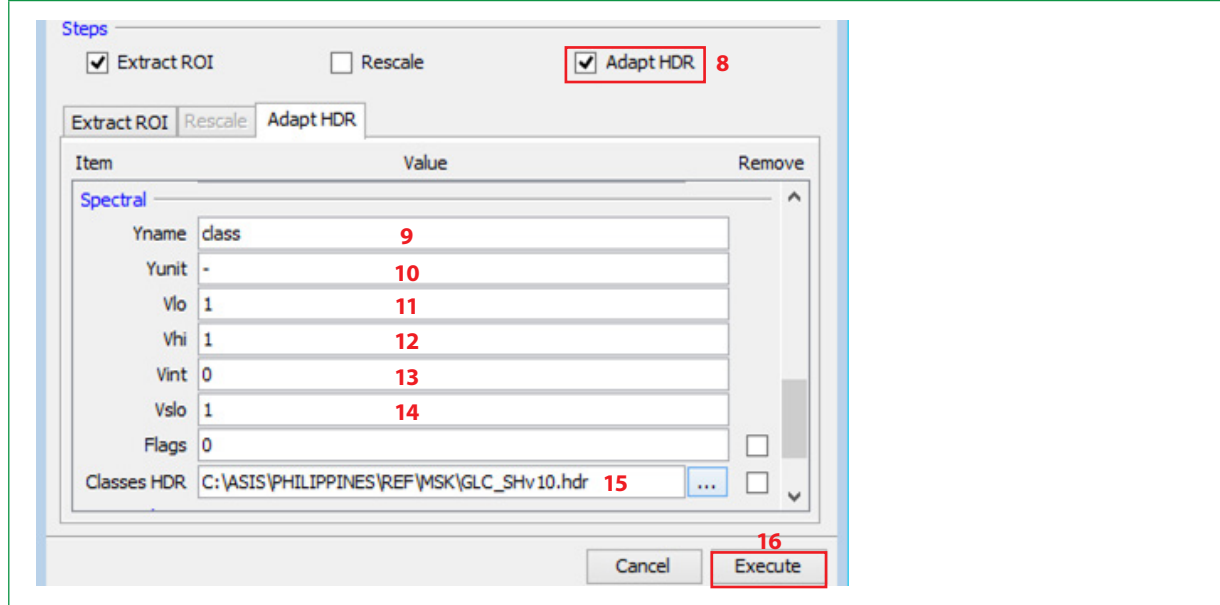 Steps
Extract ROI Rescale Adapt HDR 8
Extract ROI Rescale Adapt HDR
Item Value Remove
Spectral
Yname class 9
Yunit - 10
Vlo 1 11
Vhi 1 12
Vint 0 13
Vslo 1 14
Flags 0
Classes HDR C:\ASIS\PHILIPPINES\REF\MSK\GLC_SHv10.hdr 15 ...
16
Cancel Execute